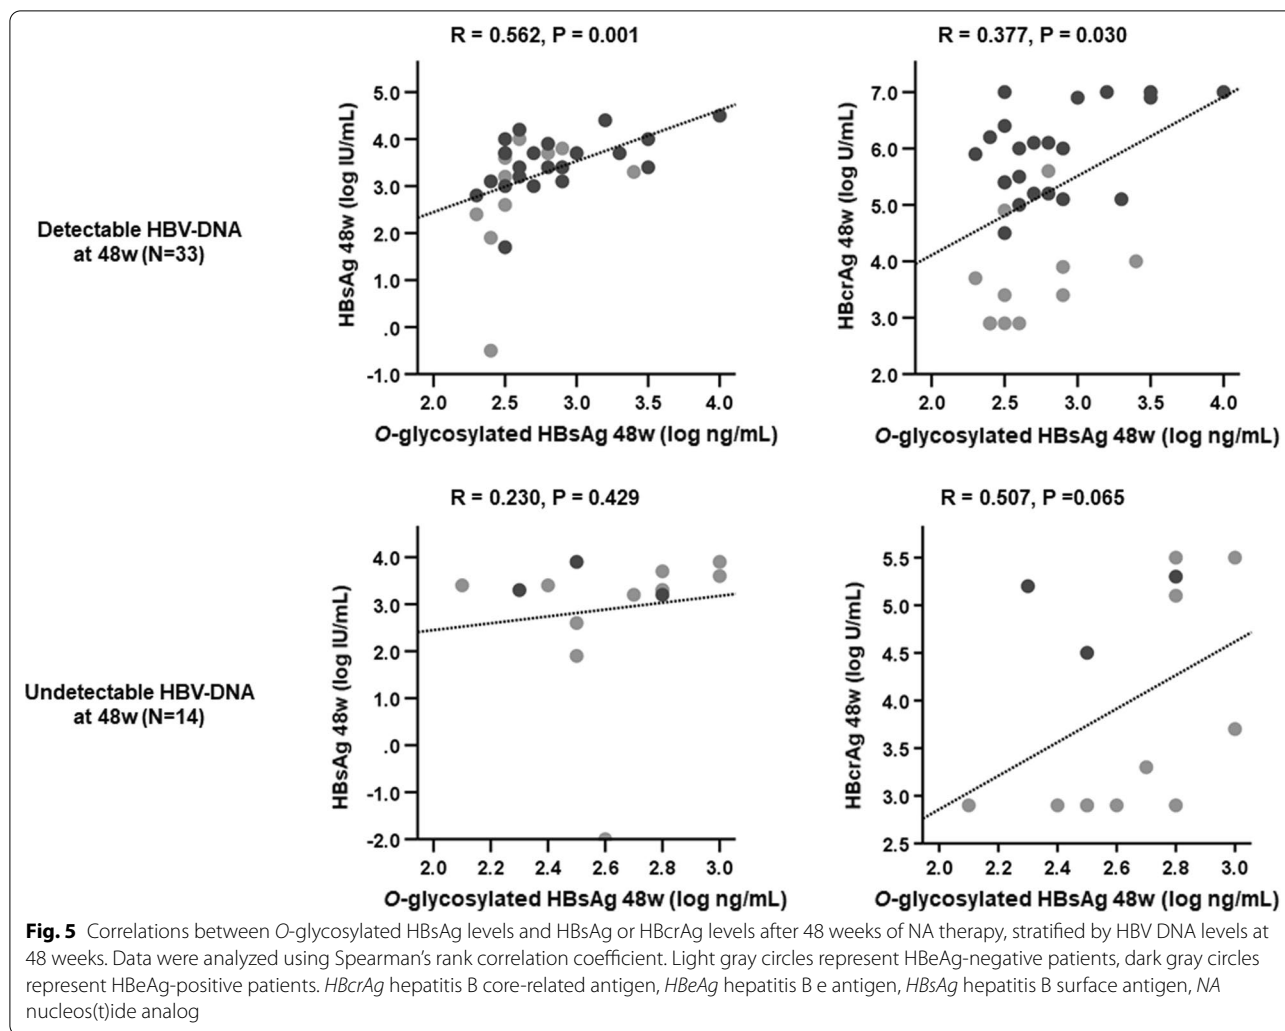 R = 0.562, P = 0.001
R = 0.377, P = 0.030
Detectable HBV-DNA
at 48w (N=33)
HBsAg 48w (log IU/mL)
5.0
4.0
3.0
2.0
1.0
.0
-1.0
2.0 2.5 3.0 3.5 4.0
O-glycosylated HBsAg 48w (log ng/mL)
HBcrAg 48w (log U/mL)
7.0
6.0
5.0
4.0
3.0
2.0
2.0 2.5 3.0 3.5 4.0
O-glycosylated HBsAg 48w (log ng/mL)
R = 0.230, P = 0.429
R = 0.507, P =0.065
Undetectable HBV-DNA
at 48w (N=14)
HBsAg 48w (log IU/mL)
4.0
3.0
2.0
1.0
.0
-1.0
-2.0
2.0 2.2 2.4 2.6 2.8 3.0
O-glycosylated HBsAg 48w (log ng/mL)
HBcrAg 48w (log U/mL)
5.5
5.0
4.5
4.0
3.5
3.0
2.5
2.0 2.2 2.4 2.6 2.8 3.0
O-glycosylated HBsAg 48w (log ng/mL)
Fig. 5 Correlations between O-glycosylated HBsAg levels and HBsAg or HBcrAg levels after 48 weeks of NA therapy, stratified by HBV DNA levels at
48 weeks. Data were analyzed using Spearman's rank correlation coefficient. Light gray circles represent HBeAg-negative patients, dark gray circles
represent HBeAg-positive patients. HBcrAg hepatitis B core-related antigen, HBeAg hepatitis B e antigen, HBsAg hepatitis B surface antigen, NA
nucleos(t)ide analog